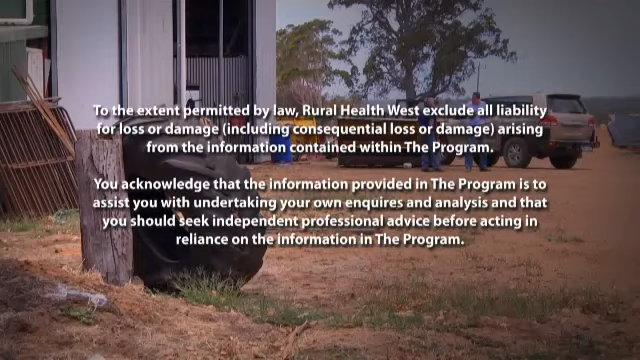 To the extent permitted by law, Rural Health West exclude all liability
for loss or damage (including consequential loss or damage) arising
from the information contained within The Program.
You acknowledge that the information provided in The Program is to
assist you with undertaking your own enquires and analysis and that
you should seek independent professional advice before acting in
reliance on the information in The Program.